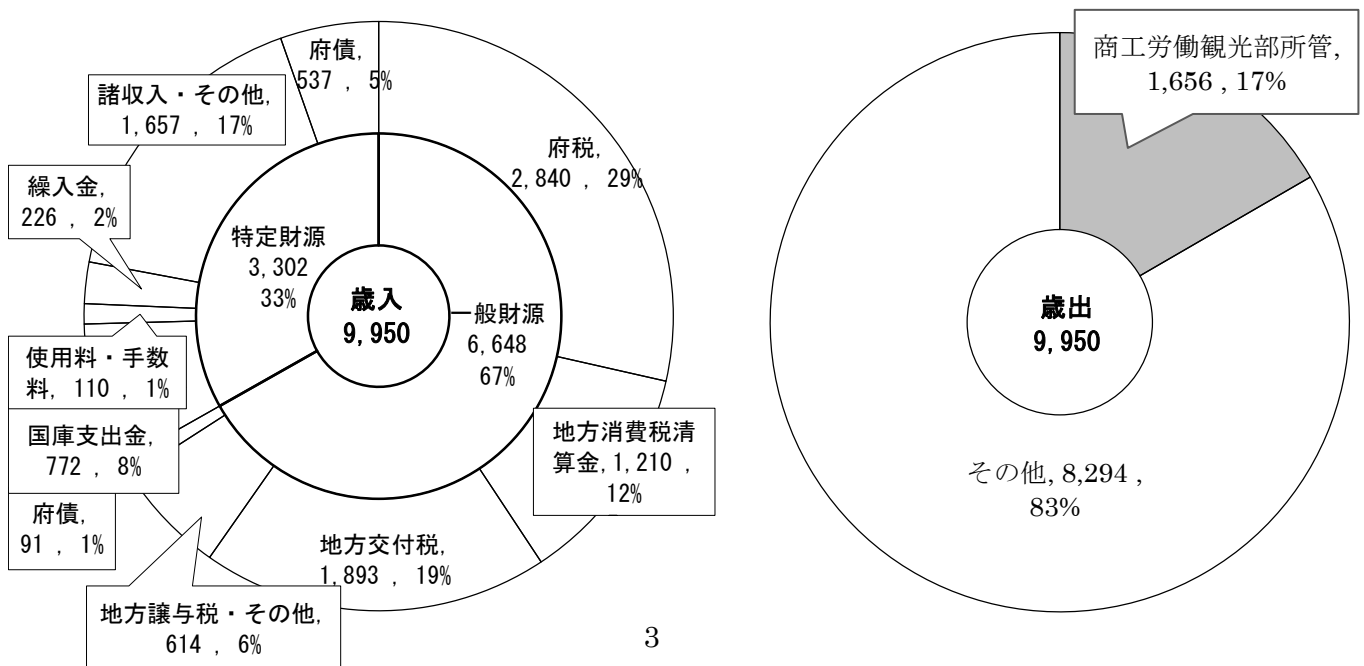 府債,
537 , 5%
諸収入・その他,
1,657 , 17%
府税,
2,840 , 29%
繰入金,
226 , 2%
特定財源
3,302
33%
歳入
9,950
一般財源
6,648
67%
使用料・手数
料, 110 , 1%
国庫支出金,
772 , 8%
府債,
91 , 1%
地方消費税清
算金, 1,210 ,
12%
地方交付税,
1,893 , 19%
地方譲与税・その他,
614 , 6%
商工労働観光部所管,
1,656 , 17%
歳出
9,950
その他, 8,294 ,
83%
3